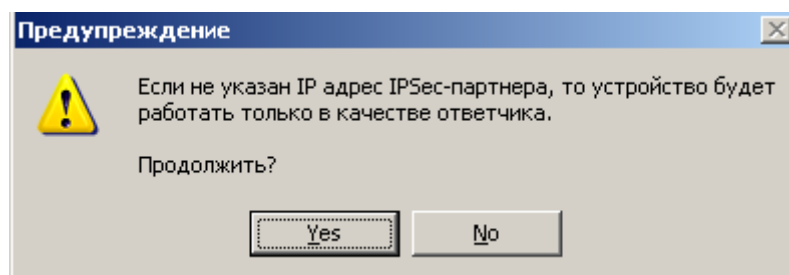 Предупреждение
Если не указан IP адрес IPSec-партнера, то устройство будет
работать только в качестве ответчика.
Продолжить?
Yes No